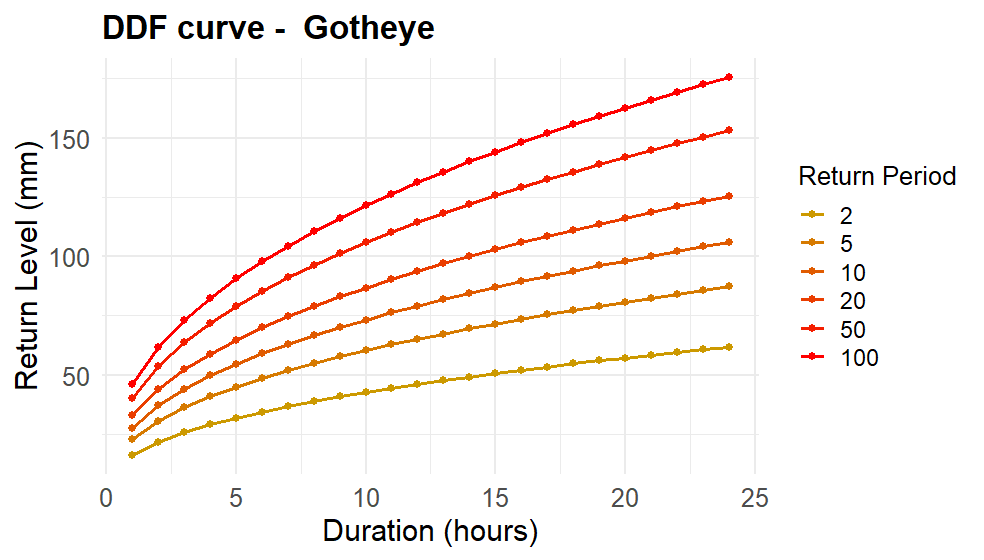 DDF curve -  Gotheye
Return Level (mm)
150
100
50
0 5 10 15 20 25
Duration (hours)
Return Period
2
5
10
20
50
100